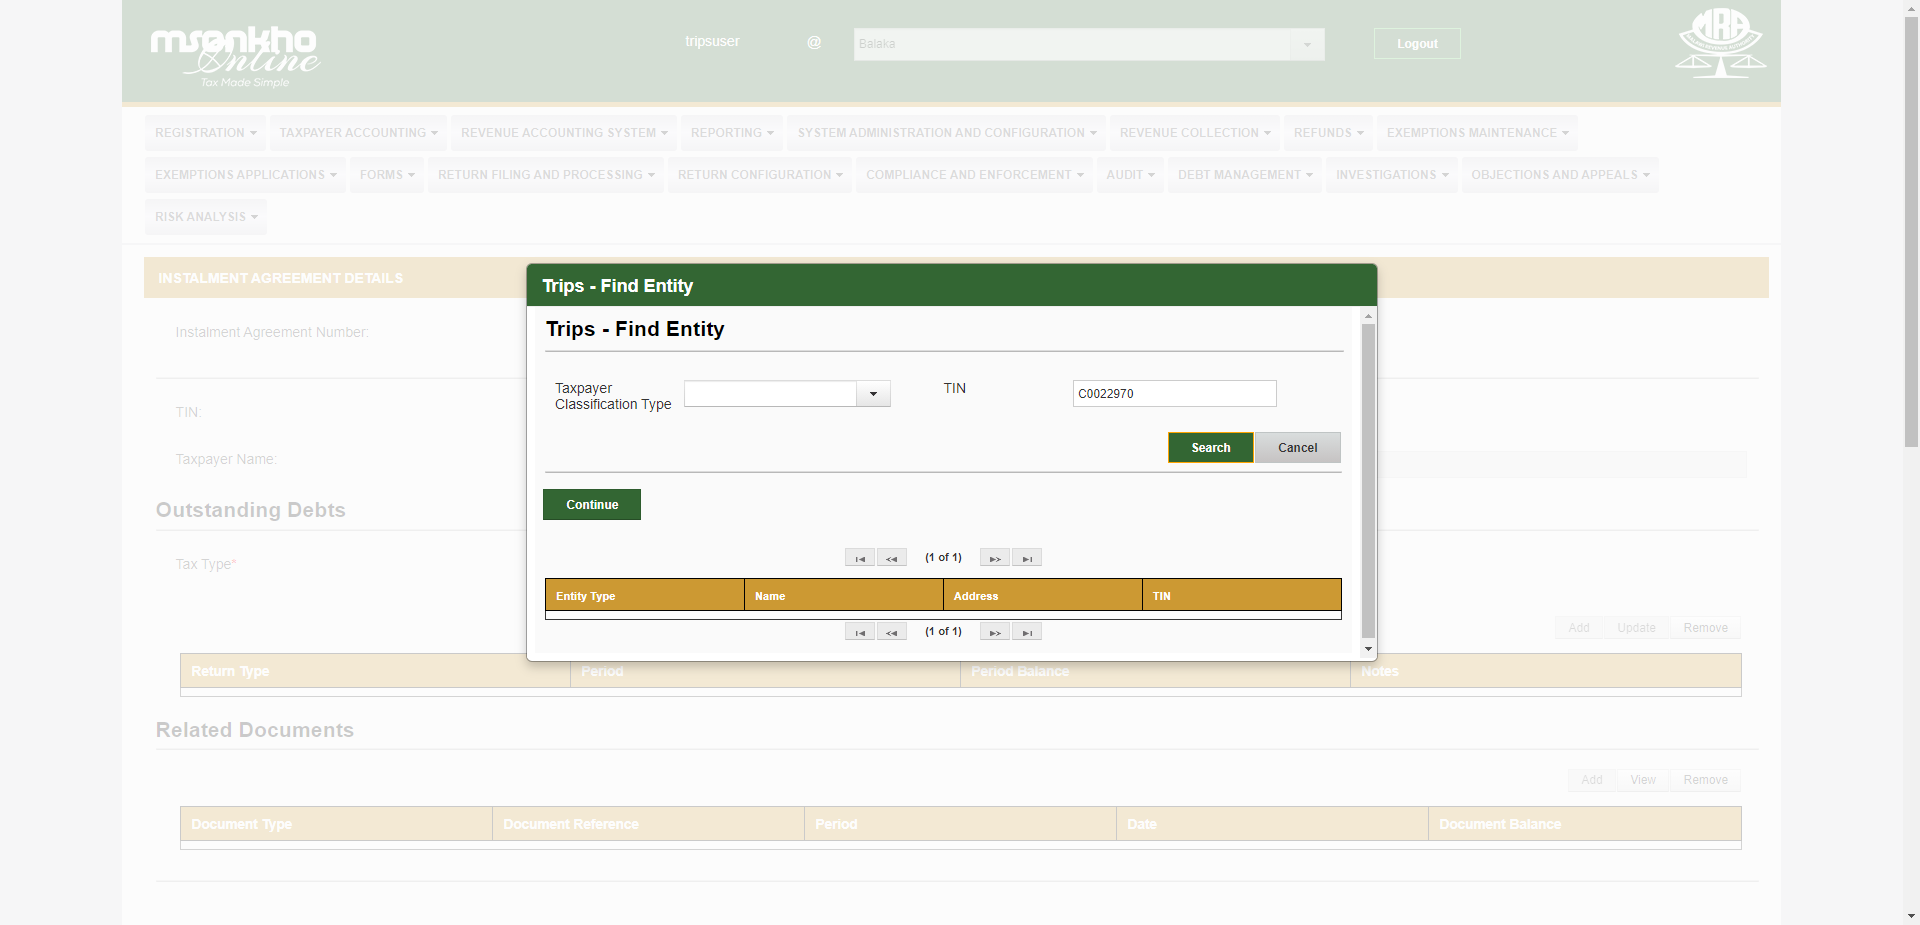 msonkho
Online
Tax Made Simple
tripsuser @ Balaka Logout
MRA
MALAWI REVENUE AUTHORITY
REGISTRATION TAXPAYER ACCOUNTING REVENUE ACCOUNTING SYSTEM REPORTING SYSTEM ADMINISTRATION AND CONFIGURATION REVENUE COLLECTION REFUNDS EXEMPTIONS MAINTENANCE
EXEMPTIONS APPLICATIONS FORMS RETURN FILING AND PROCESSING RETURN CONFIGURATION COMPLIANCE AND ENFORCEMENT AUDIT DEBT MANAGEMENT INVESTIGATIONS OBJECTIONS AND APPEALS
RISK ANALYSIS
INSTALMENT AGREEMENT DETAILS
Instalment Agreement Number:
TIN:
Taxpayer Name:
Outstanding Debts
Tax Type*
Trips - Find Entity
Trips - Find Entity
Taxpayer
Classification Type
TIN C0022970
Search Cancel
Continue
(1 of 1)
Entity Type Name Address TIN
(1 of 1)
Add Update Remove
Return Type Period Period Balance Notes
Related Documents
Add View Remove
Document Type Document Reference Period Date Document Balance